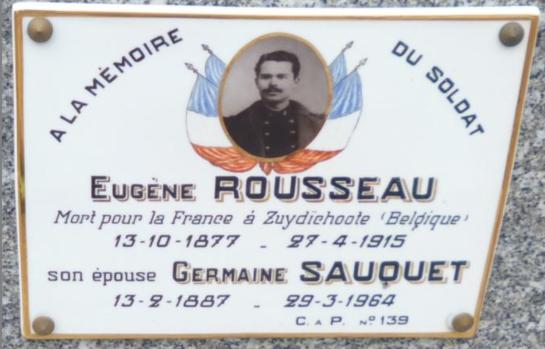 A LA MÉMOIRE
DU SOLDAT
EUGÈNE ROUSSEAU
Mort pour la France à Zuydchoote (Belgique)
13-10-1877 - 27-4-1915
son épouse GERMAINE SAUQUET
13-2-1887 - 29-3-1964
C. A P. N° 139